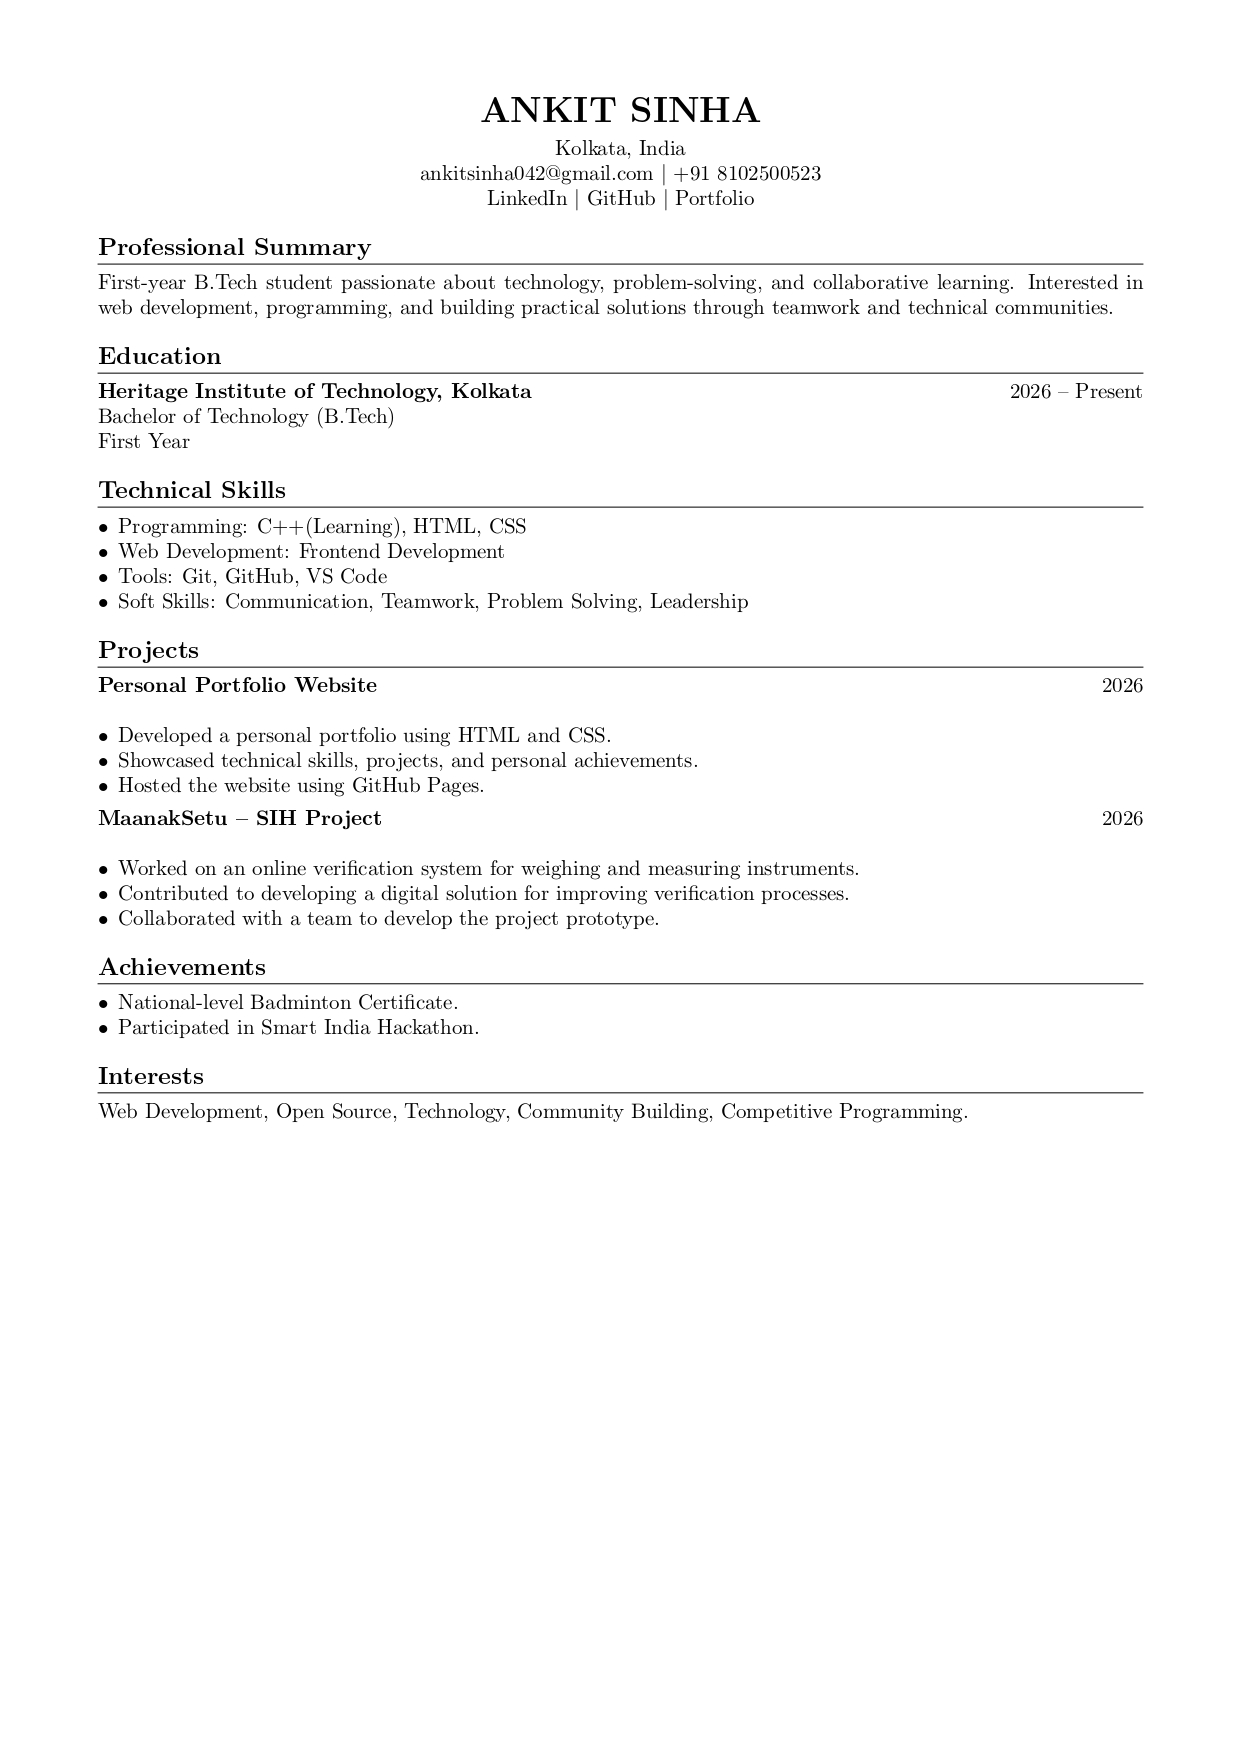 ANKIT SINHA
Kolkata, India
ankitsinha042@gmail.com | +91 8102500523
LinkedIn | GitHub | Portfolio
Professional Summary
First-year B.Tech student passionate about technology, problem-solving, and collaborative learning. Interested in
web development, programming, and building practical solutions through teamwork and technical communities.
Education
Heritage Institute of Technology, Kolkata 2026 – Present
Bachelor of Technology (B.Tech)
First Year
Technical Skills
• Programming: C++(Learning), HTML, CSS
• Web Development: Frontend Development
• Tools: Git, GitHub, VS Code
• Soft Skills: Communication, Teamwork, Problem Solving, Leadership
Projects
Personal Portfolio Website 2026
• Developed a personal portfolio using HTML and CSS.
• Showcased technical skills, projects, and personal achievements.
• Hosted the website using GitHub Pages.
MaanakSetu – SIH Project 2026
• Worked on an online verification system for weighing and measuring instruments.
• Contributed to developing a digital solution for improving verification processes.
• Collaborated with a team to develop the project prototype.
Achievements
• National-level Badminton Certificate.
• Participated in Smart India Hackathon.
Interests
Web Development, Open Source, Technology, Community Building, Competitive Programming.